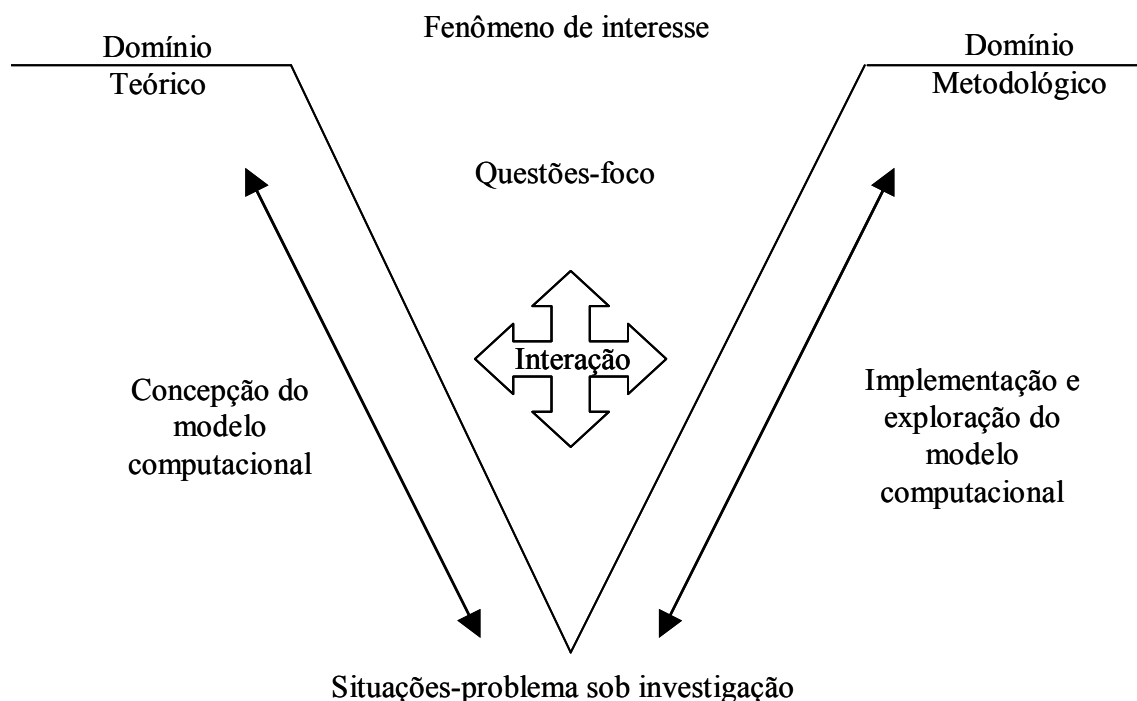 Fenômeno de interesse
Domínio
Teórico
Domínio
Metodológico
Questões-foco
Interação
Concepção do
modelo
computacional
Implementação e
exploração do
modelo
computacional
Situações-problema sob investigação